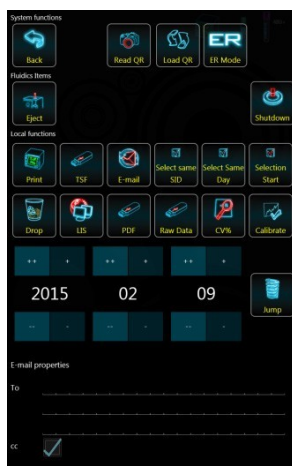 System functions
Back Read QR Load QR ER ER Mode
Fluidics Items
Eject Shutdown
Local functions
Print TSF E-mail Select same SID Select Same Day Selection Start
Drop LIS PDF Raw Data CV% Calibrate
++ + ++ + ++ +
2015 02 09
-- - -- - -- -
Jump
E-mail properties
To
cc